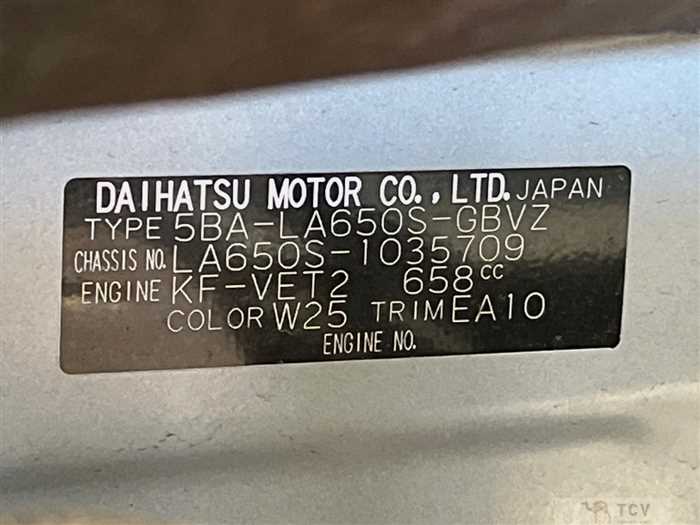 DAIHATSU MOTOR CO., LTD. JAPAN
TYPE 5BA-LA650S-GBVZ
CHASSIS NO. LA650S-1035709
ENGINE KF-VET2 658CC
COLOR W25 TRIM EA10
ENGINE NO.
TCV